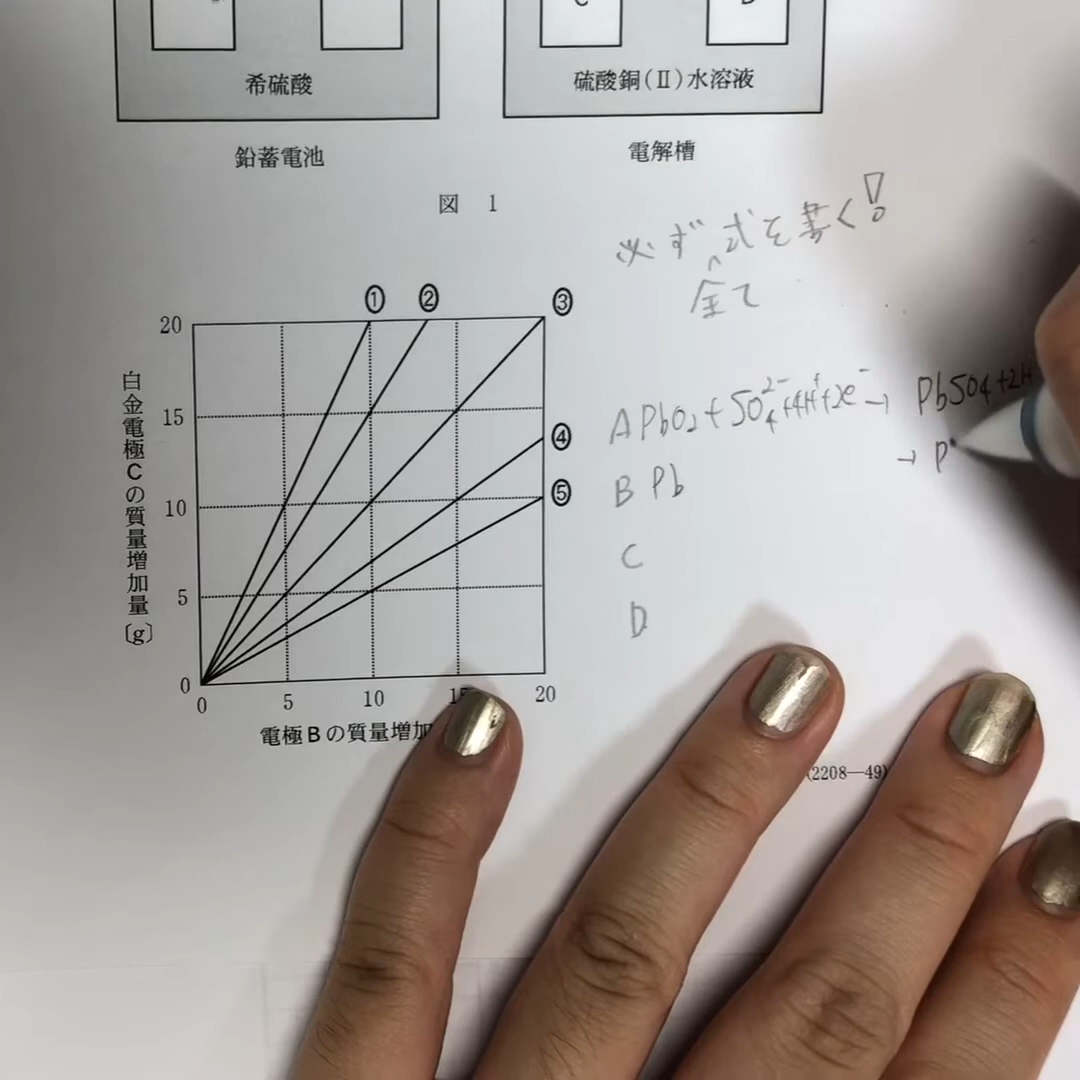 C
希硫酸
硫酸銅(Ⅱ)水溶液
鉛蓄電池
電解槽
図 1
必ず式を書く!
^
全て
① ② ③
④
⑤
20
15
10
5
0
白金電極Cの質量増加量〔g〕
0 5 10 15 20
電極Bの質量増加
A PbO₂ + SO₄²⁻ + 4H⁺ + 2e⁻ → PbSO₄ + 2H
B Pb → P
C
D
(2208—49)